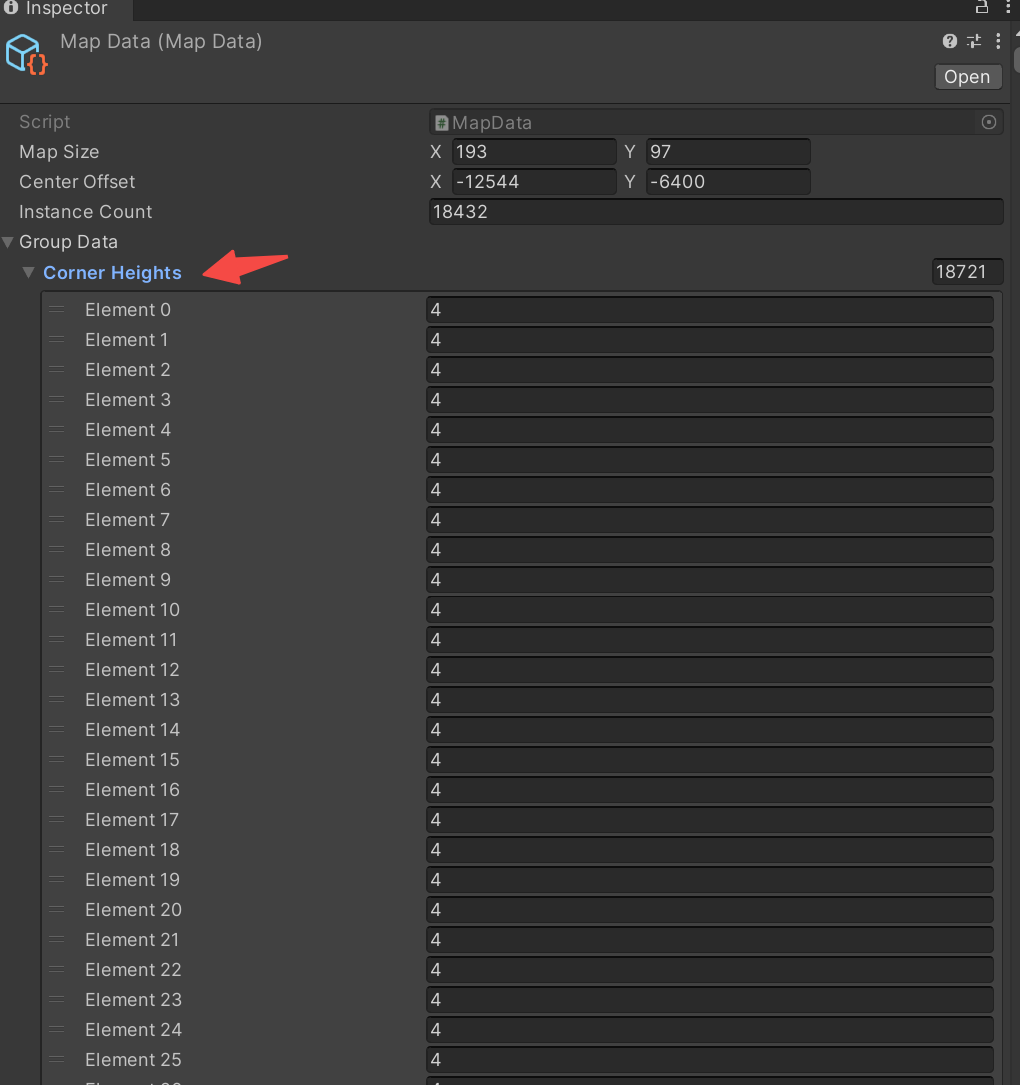 Inspector
Map Data (Map Data)
Open
Script MapData
Map Size X 193 Y 97
Center Offset X -12544 Y -6400
Instance Count 18432
Group Data
Corner Heights 18721
Element 0 4
Element 1 4
Element 2 4
Element 3 4
Element 4 4
Element 5 4
Element 6 4
Element 7 4
Element 8 4
Element 9 4
Element 10 4
Element 11 4
Element 12 4
Element 13 4
Element 14 4
Element 15 4
Element 16 4
Element 17 4
Element 18 4
Element 19 4
Element 20 4
Element 21 4
Element 22 4
Element 23 4
Element 24 4
Element 25 4